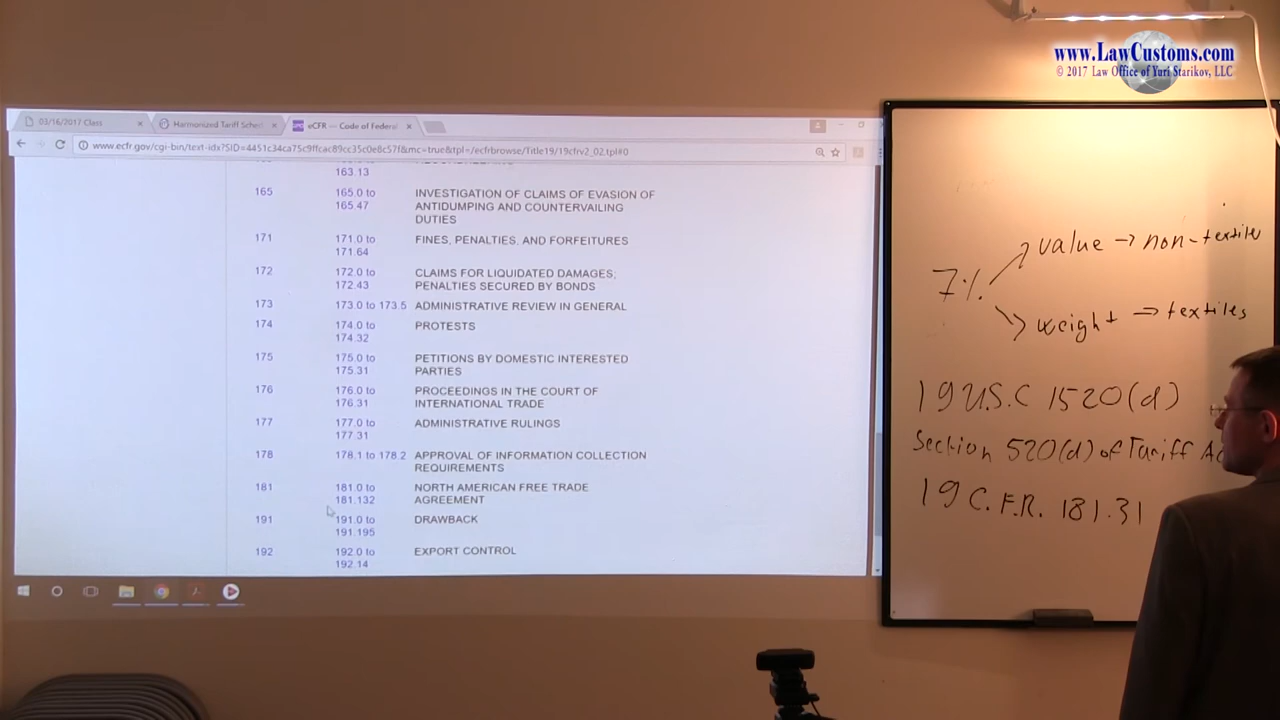 www.LawCustoms.com
© 2017 Law Office of Yuri Starikov, LLC
03/16/2017 Class
Harmonized Tariff Sche
eCFR — Code of Federal
www.ecfr.gov/cgi-bin/text-idx?SID=4451c34ca75c9ffcac89cc35c0e8c57f&mc=true&tpl=/ecfrbrowse/Title19/19cfrv2_02.tpl#0
163.13
165 165.0 to INVESTIGATION OF CLAIMS OF EVASION OF
165.47 ANTIDUMPING AND COUNTERVAILING
DUTIES
171 171.0 to FINES, PENALTIES, AND FORFEITURES
171.64
172 172.0 to CLAIMS FOR LIQUIDATED DAMAGES;
172.43 PENALTIES SECURED BY BONDS
173 173.0 to 173.5 ADMINISTRATIVE REVIEW IN GENERAL
174 174.0 to PROTESTS
174.32
175 175.0 to PETITIONS BY DOMESTIC INTERESTED
175.31 PARTIES
176 176.0 to PROCEEDINGS IN THE COURT OF
176.31 INTERNATIONAL TRADE
177 177.0 to ADMINISTRATIVE RULINGS
177.31
178 178.1 to 178.2 APPROVAL OF INFORMATION COLLECTION
REQUIREMENTS
181 181.0 to NORTH AMERICAN FREE TRADE
181.132 AGREEMENT
191 191.0 to DRAWBACK
191.195
192 192.0 to EXPORT CONTROL
192.14
value → non-textiles
7%
weight → textiles
19 U.S.C 1520(d)
Section 520(d) of Tariff A
19 C.F.R. 181.31